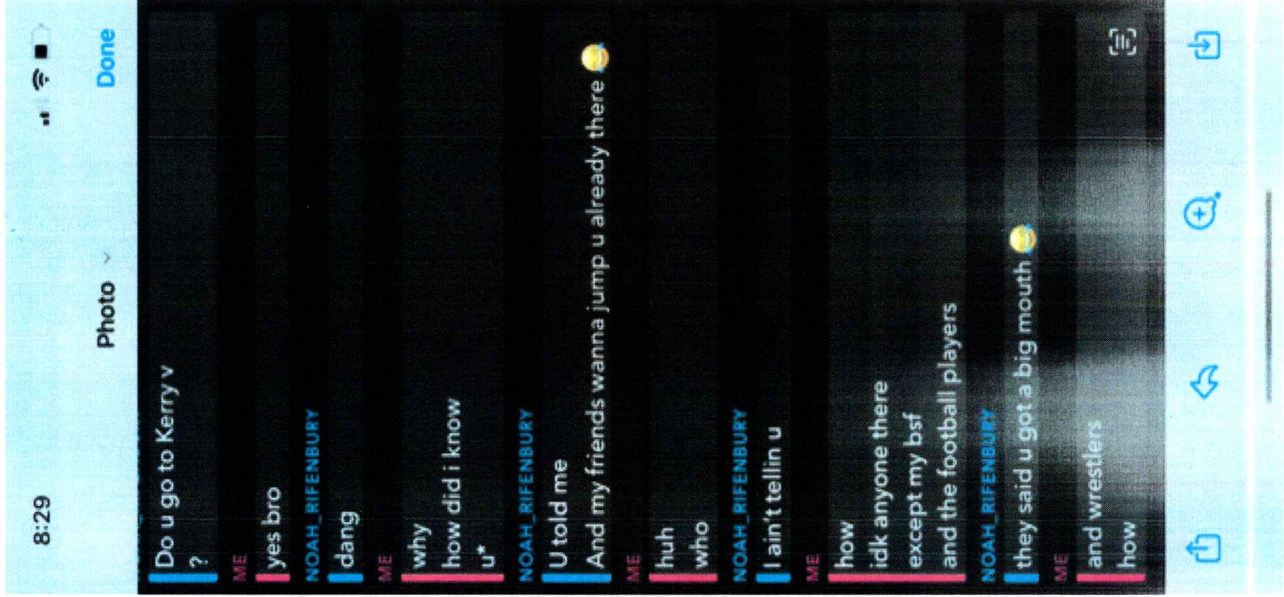 8:29
Photo
Done
Do u go to Kerry v
?
ME
yes bro
NOAH_RIFENBURY
dang
ME
why
how did i know
u*
NOAH_RIFENBURY
U told me
And my friends wanna jump u already there 😂
ME
huh
who
NOAH_RIFENBURY
I ain't tellin u
ME
how
idk anyone there
except my bsf
and the football players
NOAH_RIFENBURY
they said u got a big mouth 😂
ME
and wrestlers
how